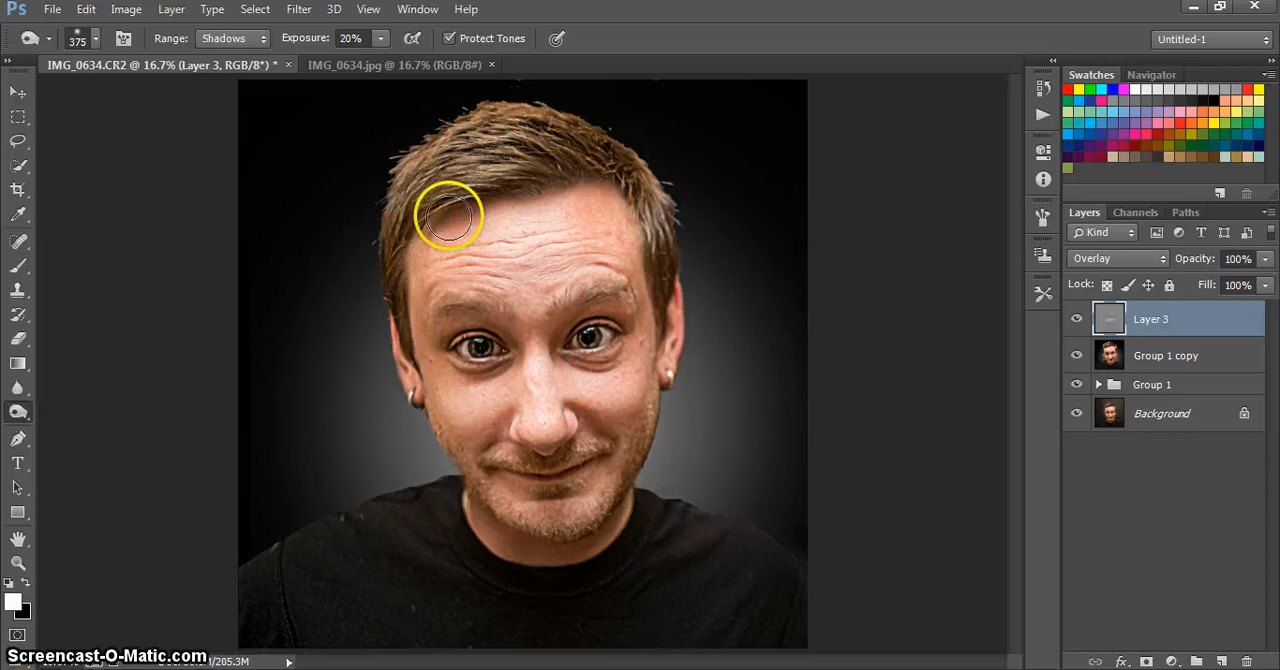 Ps File Edit Image Layer Type Select Filter 3D View Window Help
375 Range: Shadows Exposure: 20% Protect Tones Untitled-1
IMG_0634.CR2 @ 16.7% (Layer 3, RGB/8*) * × IMG_0634.jpg @ 16.7% (RGB/8#) ×
Swatches Navigator
Layers Channels Paths
Kind
Overlay Opacity: 100%
Lock: Fill: 100%
Layer 3
Group 1 copy
Group 1
Background
Screencast-O-Matic.com
/205.3M